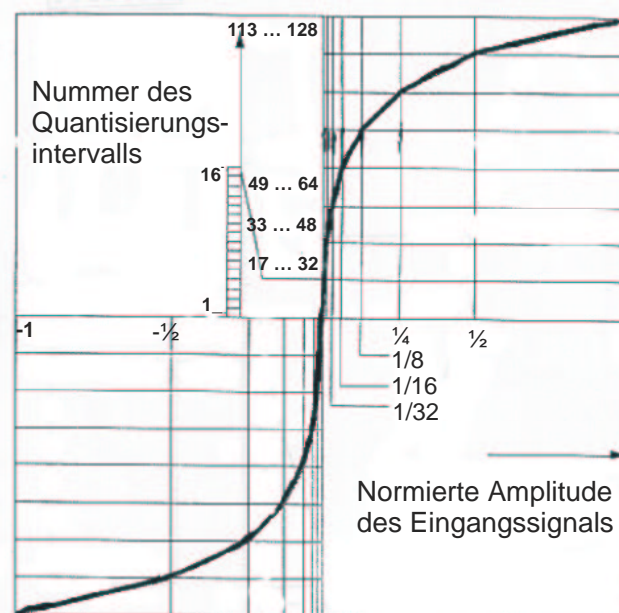 113 ... 128
Nummer des
Quantisierungs-
intervalls
16
49 ... 64
33 ... 48
17 ... 32
1
-1
-½
¼
½
1/8
1/16
1/32
Normierte Amplitude
des Eingangssignals